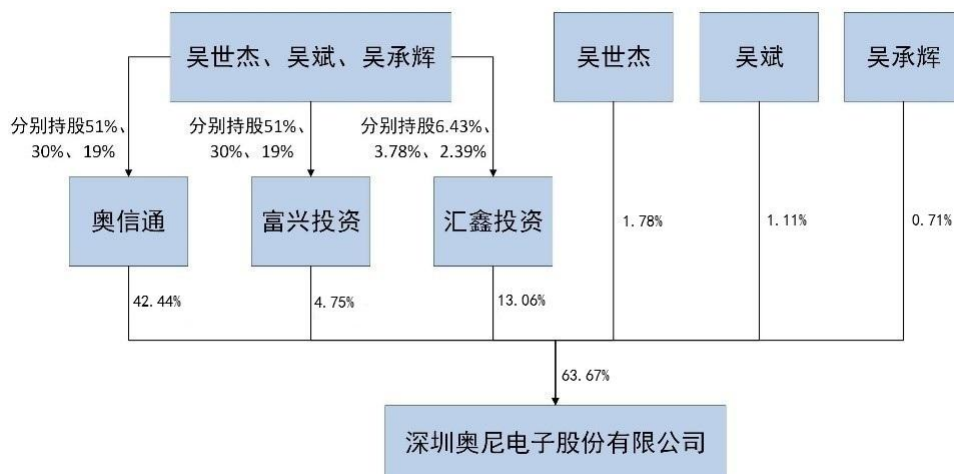 吴世杰、吴斌、吴承辉
吴世杰
吴斌
吴承辉
分别持股51%、
30%、19%
分别持股51%、
30%、19%
分别持股6.43%、
3.78%、2.39%
奥信通
富兴投资
汇鑫投资
1.78%
1.11%
0.71%
42.44%
4.75%
13.06%
63.67%
深圳奥尼电子股份有限公司